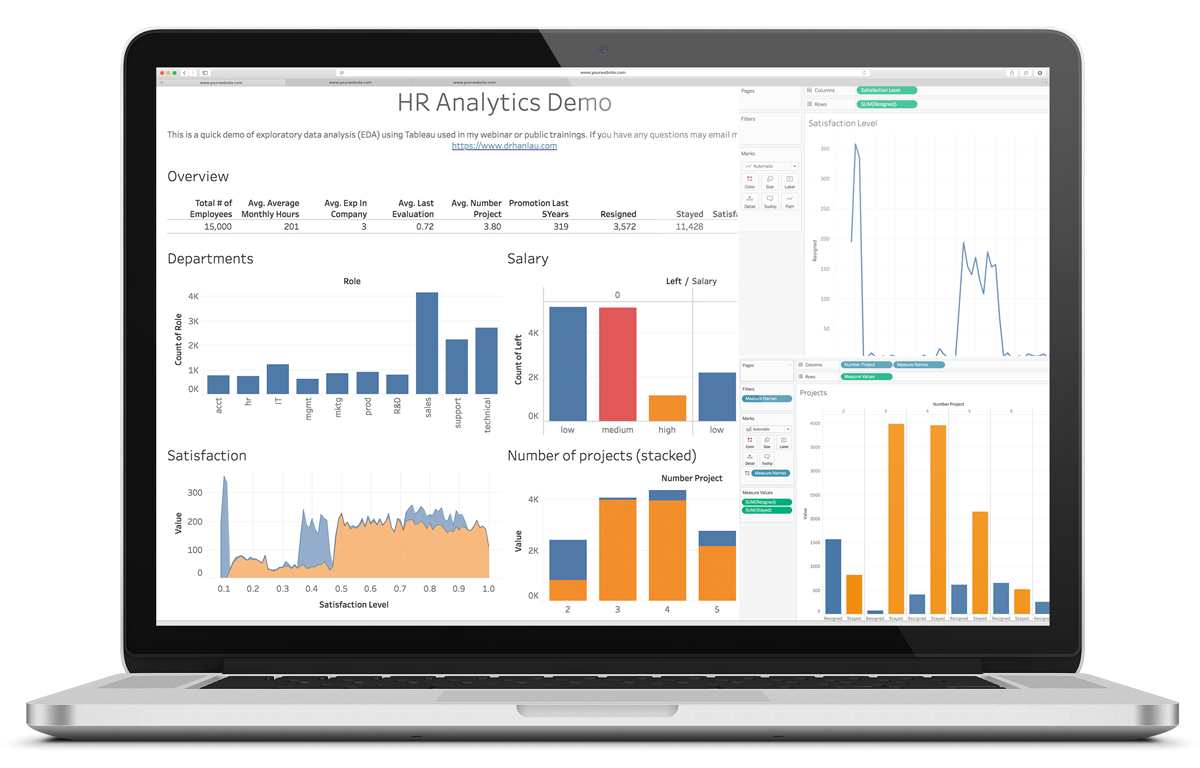 www.yourwebsite.com
www.yourwebsite.com
www.yourwebsite.com
www.yourwebsite.com
HR Analytics Demo
This is a quick demo of exploratory data analysis (EDA) using Tableau used in my webinar or public trainings. If you have any questions may email m
https://www.drhanlau.com
Overview
Total # of Employees
Avg. Average Monthly Hours
Avg. Exp In Company
Avg. Last Evaluation
Avg. Number Project
Promotion Last 5Years
Resigned
Stayed
Satisfa
15,000 201 3 0.72 3.80 319 3,572 11,428
Departments
Role
Count of Role
4K
3K
2K
1K
0K
acct hr IT mgmt mktg prod R&D sales support technical
Salary
Left / Salary
0
Count of Left
4K
2K
0K
low medium high low
Satisfaction
Value
300
200
100
0
0.1 0.2 0.3 0.4 0.5 0.6 0.7 0.8 0.9 1.0
Satisfaction Level
Number of projects (stacked)
Number Project
Value
4K
2K
0K
2 3 4 5
Pages
Columns Satisfaction Level
Rows SUM(Resigned)
Filters
Marks
Automatic
Color Size Label
Detail Tooltip Path
Satisfaction Level
Resigned
350
300
250
200
150
100
50
Pages
Columns Number Project Measure Names
Rows Measure Values
Filters
Measure Names
Marks
Automatic
Color Size Label
Detail Tooltip
Measure Names
Measure Values
SUM(Resigned)
SUM(Stayed)
Projects
Number Project
2 3 4 5 6
Value
4000
3500
3000
2500
2000
1500
1000
500
0
Resigned Stayed Resigned Stayed Resigned Stayed Resigned Stayed Resigned Stayed Resigned